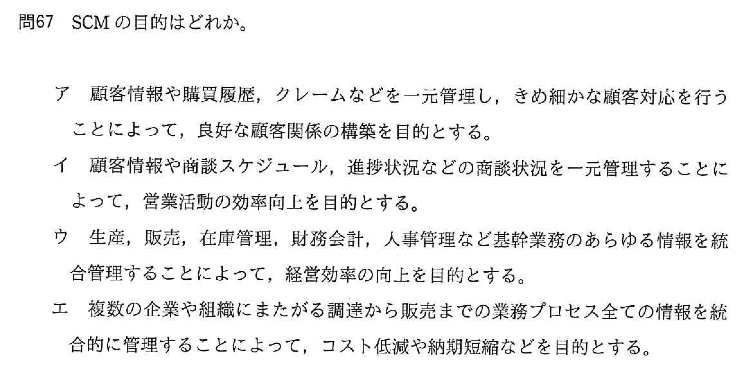 問67 SCM の目的はどれか。
ア 顧客情報や購買履歴，クレームなどを一元管理し，きめ細かな顧客対応を行う
ことによって，良好な顧客関係の構築を目的とする。
イ 顧客情報や商談スケジュール，進捗状況などの商談状況を一元管理することに
よって，営業活動の効率向上を目的とする。
ウ 生産，販売，在庫管理，財務会計，人事管理など基幹業務のあらゆる情報を統
合管理することによって，経営効率の向上を目的とする。
エ 複数の企業や組織にまたがる調達から販売までの業務プロセス全ての情報を統
合的に管理することによって，コスト低減や納期短縮などを目的とする。